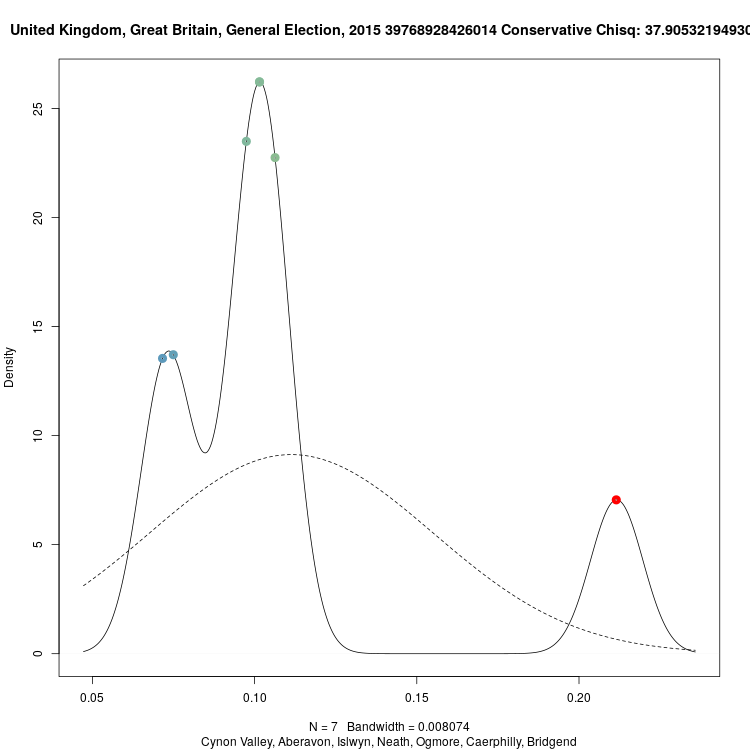 United Kingdom, Great Britain, General Election, 2015 39768928426014 Conservative Chisq: 37.90532194930
Density
25
20
15
10
5
0
0.05 0.10 0.15 0.20
N = 7 Bandwidth = 0.008074
Cynon Valley, Aberavon, Islwyn, Neath, Ogmore, Caerphilly, Bridgend